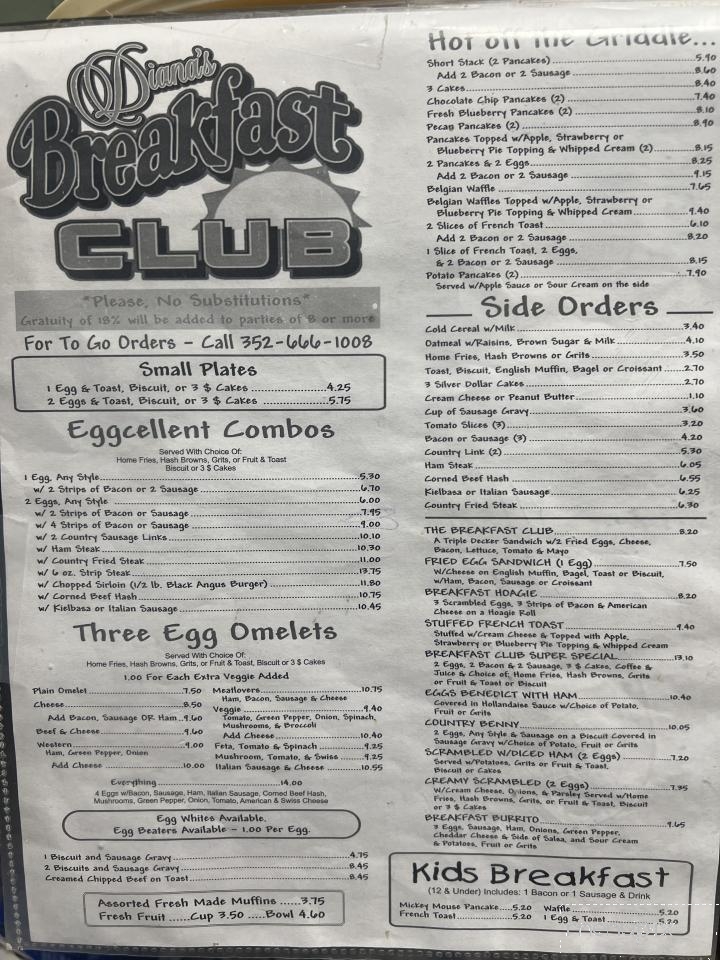 Diana's
Breakfast
CLUB
"Please, No Substitutions"
Gratuity of 18% will be added to parties of 8 or more
For To Go Orders – Call 352-666-1008
Small Plates
1 Egg & Toast, Biscuit, or 3 $ Cakes ..........4.25
2 Eggs & Toast, Biscuit, or 3 $ Cakes ..........5.75
Eggcellent Combos
Served With Choice Of:
Home Fries, Hash Browns, Grits, or Fruit & Toast
Biscuit or 3 $ Cakes
1 Egg, Any Style..........5.30
w/ 2 Strips of Bacon or 2 Sausage..........6.70
2 Eggs, Any Style ..........6.00
w/ 2 Strips of Bacon or Sausage..........7.95
w/ 4 Strips of Bacon or Sausage..........9.00
w/ 2 Country Sausage Links..........10.10
w/ Ham Steak..........10.30
w/ Country Fried Steak ..........11.00
w/ 6 oz. Strip Steak..........13.75
w/ Chopped Sirloin (1/2 lb. Black Angus Burger) ..........11.80
w/ Corned Beef Hash ..........10.75
w/ Kielbasa or Italian Sausage ..........10.45
Three Egg Omelets
Served With Choice Of:
Home Fries, Hash Browns, Grits, or Fruit & Toast, Biscuit or 3 $ Cakes
1.00 For Each Extra Veggie Added
Plain Omelet ..........7.50
Cheese..........8.50
Add Bacon, Sausage OR Ham..9.60
Beef & Cheese ..........9.60
Western..........9.00
Ham, Green Pepper, Onion
Add Cheese ..........10.00
Meatlovers..........10.75
Ham, Bacon, Sausage & Cheese
Veggie ..........9.40
Tomato, Green Pepper, Onion, Spinach,
Mushrooms, & Broccoli
Add Cheese..........10.40
Feta, Tomato & Spinach ..........9.25
Mushroom, Tomato, & Swiss ..........9.25
Italian Sausage & Cheese ..........10.55
Everything..........14.00
4 Eggs w/Bacon, Sausage, Ham, Italian Sausage, Corned Beef Hash,
Mushrooms, Green Pepper, Onion, Tomato, American & Swiss Cheese
Egg Whites Available.
Egg Beaters Available – 1.00 Per Egg.
1 Biscuit and Sausage Gravy..........4.75
2 Biscuits and Sausage Gravy..........8.45
Creamed Chipped Beef on Toast..........8.45
Assorted Fresh Made Muffins ......3.75
Fresh Fruit ......Cup 3.50 .....Bowl 4.60
Hot off the Griddle...
Short Stack (2 Pancakes)..........5.90
Add 2 Bacon or 2 Sausage ..........8.60
3 Cakes..........8.40
Chocolate Chip Pancakes (2) ..........7.40
Fresh Blueberry Pancakes (2) ..........8.10
Pecan Pancakes (2)..........8.90
Pancakes Topped w/Apple, Strawberry or
Blueberry Pie Topping & Whipped Cream (2)..........8.15
2 Pancakes & 2 Eggs..........8.25
Add 2 Bacon or 2 Sausage ..........9.15
Belgian Waffle ..........7.65
Belgian Waffles Topped w/Apple, Strawberry or
Blueberry Pie Topping & Whipped Cream..........9.40
2 Slices of French Toast ..........6.10
Add 2 Bacon or 2 Sausage ..........8.20
1 Slice of French Toast, 2 Eggs,
& 2 Bacon or 2 Sausage ..........8.15
Potato Pancakes (2)..........7.90
Served w/Apple Sauce or Sour Cream on the side
Side Orders
Cold Cereal w/Milk..........3.40
Oatmeal w/Raisins, Brown Sugar & Milk..........4.10
Home Fries, Hash Browns or Grits..........3.50
Toast, Biscuit, English Muffin, Bagel or Croissant ......2.70
3 Silver Dollar Cakes..........2.70
Cream Cheese or Peanut Butter..........1.10
Cup of Sausage Gravy..........3.60
Tomato Slices (3)..........3.20
Bacon or Sausage (3) ..........4.20
Country Link (2) ..........5.30
Ham Steak ..........6.05
Corned Beef Hash ..........6.55
Kielbasa or Italian Sausage..........6.25
Country Fried Steak ..........6.30
THE BREAKFAST CLUB..........8.20
A Triple Decker Sandwich w/2 Fried Eggs, Cheese,
Bacon, Lettuce, Tomato & Mayo
FRIED EGG SANDWICH (1 Egg)..........7.50
W/Cheese on English Muffin, Bagel, Toast or Biscuit,
w/Ham, Bacon, Sausage or Croissant
BREAKFAST HOAGIE..........8.20
3 Scrambled Eggs, 3 Strips of Bacon & American
Cheese on a Hoagie Roll
STUFFED FRENCH TOAST ..........9.40
Stuffed w/Cream Cheese & Topped with Apple,
Strawberry or Blueberry Pie Topping & Whipped Cream
BREAKFAST CLUB SUPER SPECIAL..........13.10
2 Eggs, 2 Bacon & 2 Sausage, 3 $ Cakes, Coffee &
Juice & Choice of; Home Fries, Hash Browns, Grits
or Fruit & Toast or Biscuit
EGGS BENEDICT WITH HAM ..........10.40
Covered in Hollandaise Sauce w/Choice of Potato,
Fruit or Grits
COUNTRY BENNY..........10.05
2 Eggs, Any Style & Sausage on a Biscuit Covered in
Sausage Gravy w/Choice of Potato, Fruit or Grits
SCRAMBLED W/DICED HAM (2 Eggs) ..........7.20
Served w/Potatoes, Grits or Fruit & Toast,
Biscuit or Cakes
CREAMY SCRAMBLED (2 Eggs)..........7.35
W/Cream Cheese, Onions, & Parsley Served w/Home
Fries, Hash Browns, Grits, or Fruit & Toast, Biscuit
or 3 $ Cakes
BREAKFAST BURRITO..........9.65
3 Eggs, Sausage, Ham, Onions, Green Pepper,
Cheddar Cheese & Side of Salsa, and Sour Cream
& Potatoes, Fruit or Grits
Kids Breakfast
(12 & Under) Includes: 1 Bacon or 1 Sausage & Drink
Mickey Mouse Pancake.....5.20
French Toast..........5.20
Waffle ..........5.20
1 Egg & Toast ..........5.20